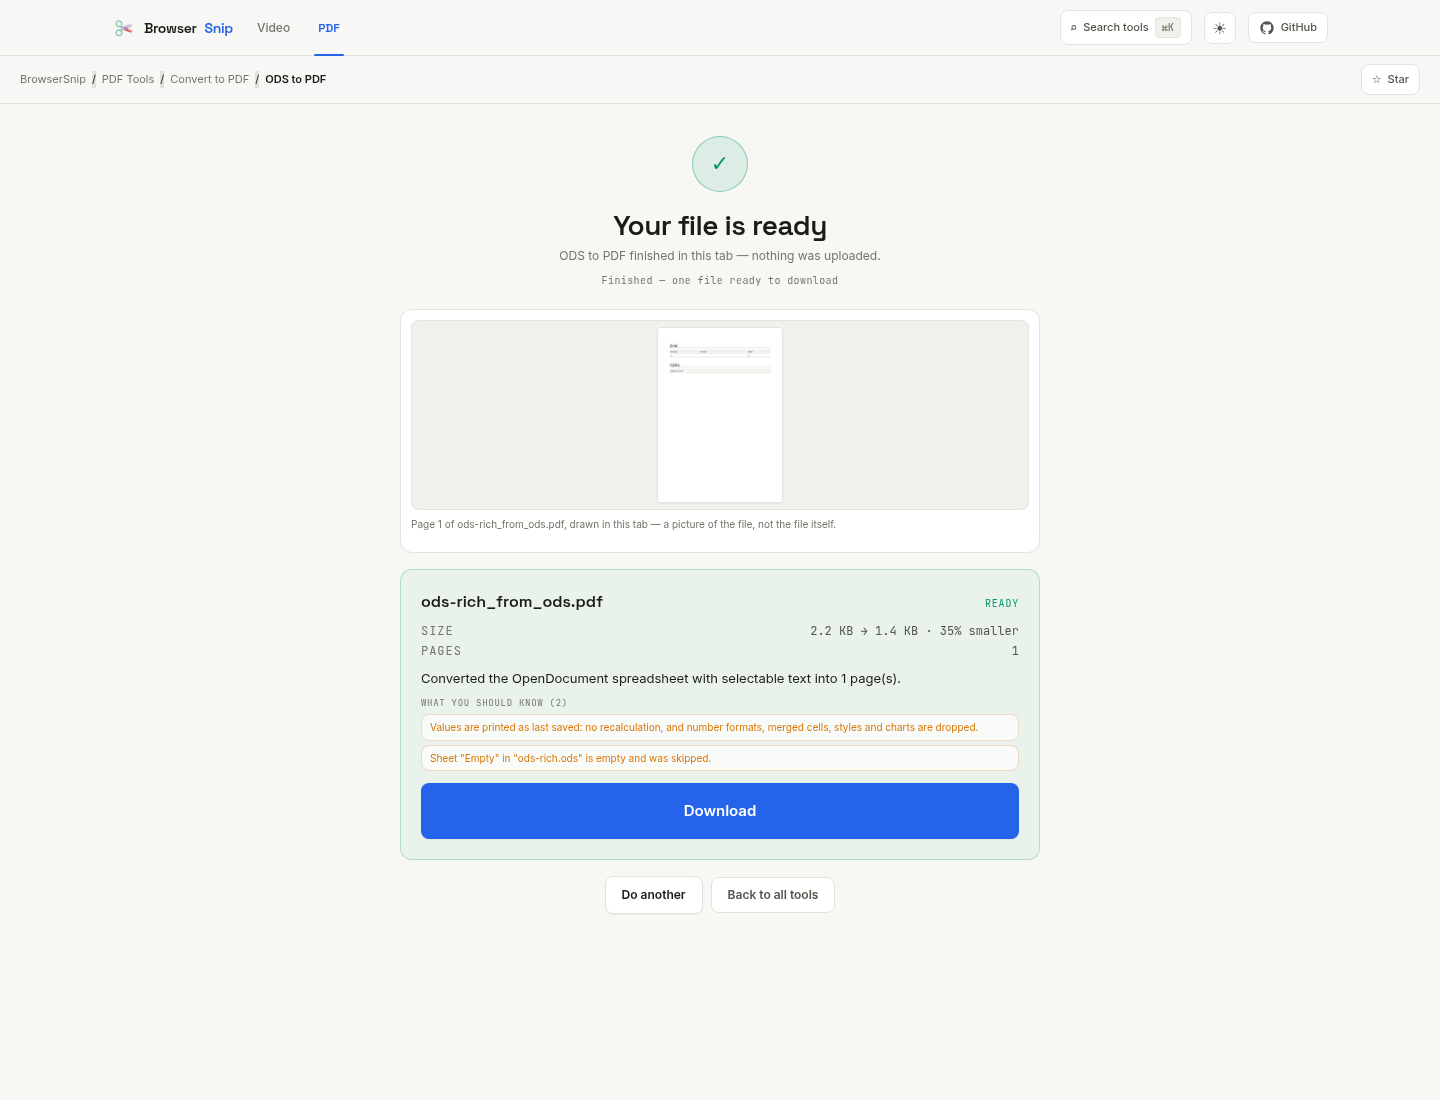 Browser Snip
Video
PDF
Search tools ⌘K
GitHub
BrowserSnip / PDF Tools / Convert to PDF / ODS to PDF
☆ Star
✓
Your file is ready
ODS to PDF finished in this tab — nothing was uploaded.
Finished — one file ready to download
Page 1 of ods-rich_from_ods.pdf, drawn in this tab — a picture of the file, not the file itself.
ods-rich_from_ods.pdf
READY
SIZE 2.2 KB → 1.4 KB · 35% smaller
PAGES 1
Converted the OpenDocument spreadsheet with selectable text into 1 page(s).
WHAT YOU SHOULD KNOW (2)
Values are printed as last saved: no recalculation, and number formats, merged cells, styles and charts are dropped.
Sheet "Empty" in "ods-rich.ods" is empty and was skipped.
Download
Do another
Back to all tools